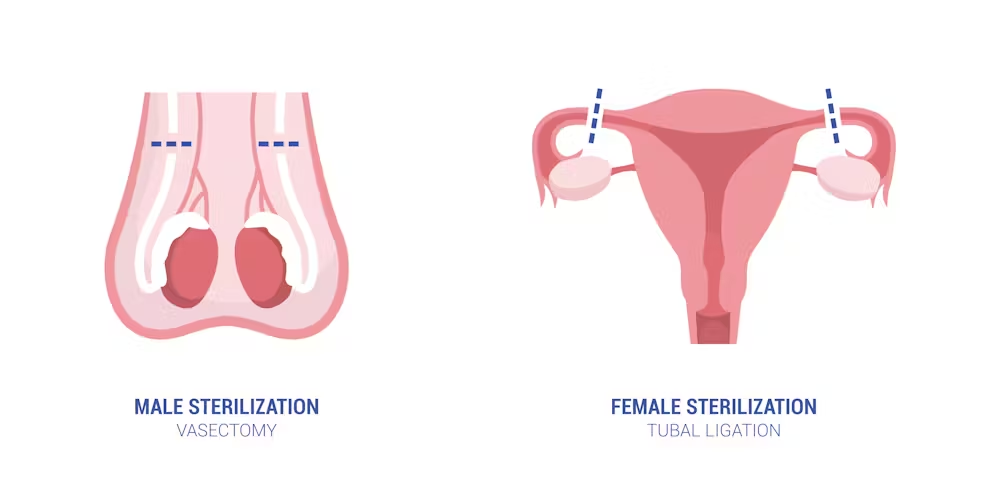 MALE STERILIZATION
VASECTOMY
FEMALE STERILIZATION
TUBAL LIGATION